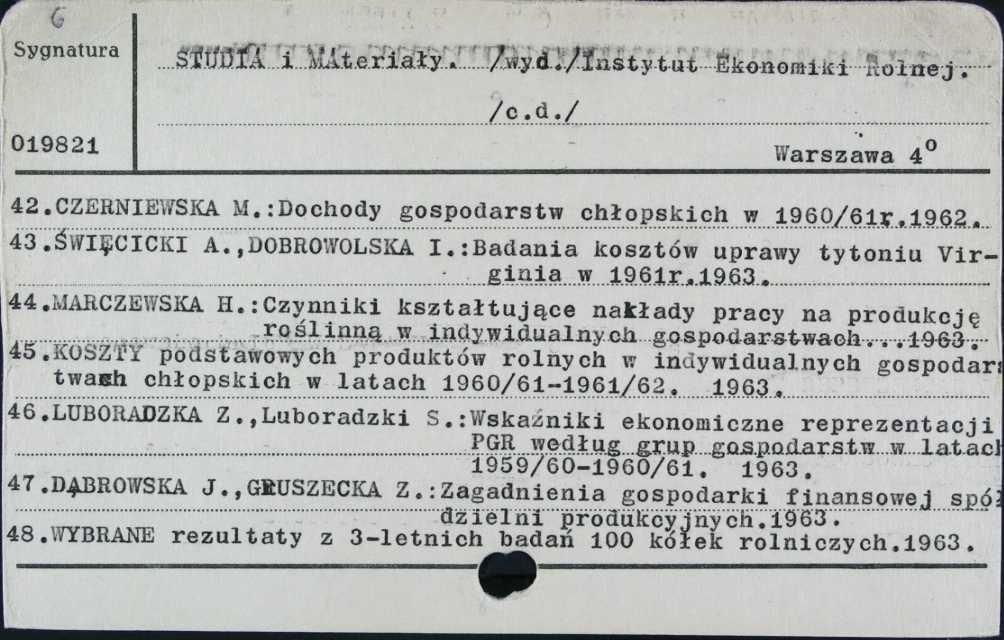 6
Sygnatura
STUDIA i MAteriały. /wyd./Instytut Ekonomiki Rolnej.
/c.d./
019821
Warszawa 4⁰
42.CZERNIEWSKA M.:Dochody gospodarstw chłopskich w 1960/61r.1962.
43.ŚWIĘCICKI A.,DOBROWOLSKA I.:Badania kosztów uprawy tytoniu Vir-
ginia w 1961r.1963.
44.MARCZEWSKA H.:Czynniki kształtujące nakłady pracy na produkcję
roślinną w indywidualnych gospodarstwach...1963.
45.KOSZTY podstawowych produktów rolnych w indywidualnych gospodars
twach chłopskich w latach 1960/61-1961/62. 1963.
46.LUBORADZKA Z.,Luboradzki S.:Wskaźniki ekonomiczne reprezentacji
PGR według grup gospodarstw w latach
1959/60-1960/61. 1963.
47.DĄBROWSKA J.,GRUSZECKA Z.:Zagadnienia gospodarki finansowej spół
dzielni produkcyjnych.1963.
48.WYBRANE rezultaty z 3-letnich badań 100 kółek rolniczych.1963.